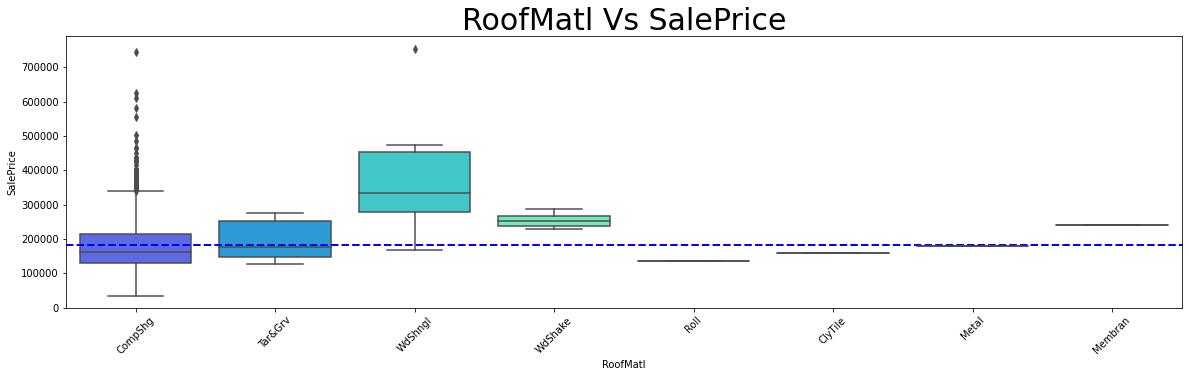 RoofMatl Vs SalePrice
SalePrice
700000
600000
500000
400000
300000
200000
100000
0
CompShg
Tar&Grv
WdShngl
WdShake
Roll
ClyTile
Metal
Membran
RoofMatl